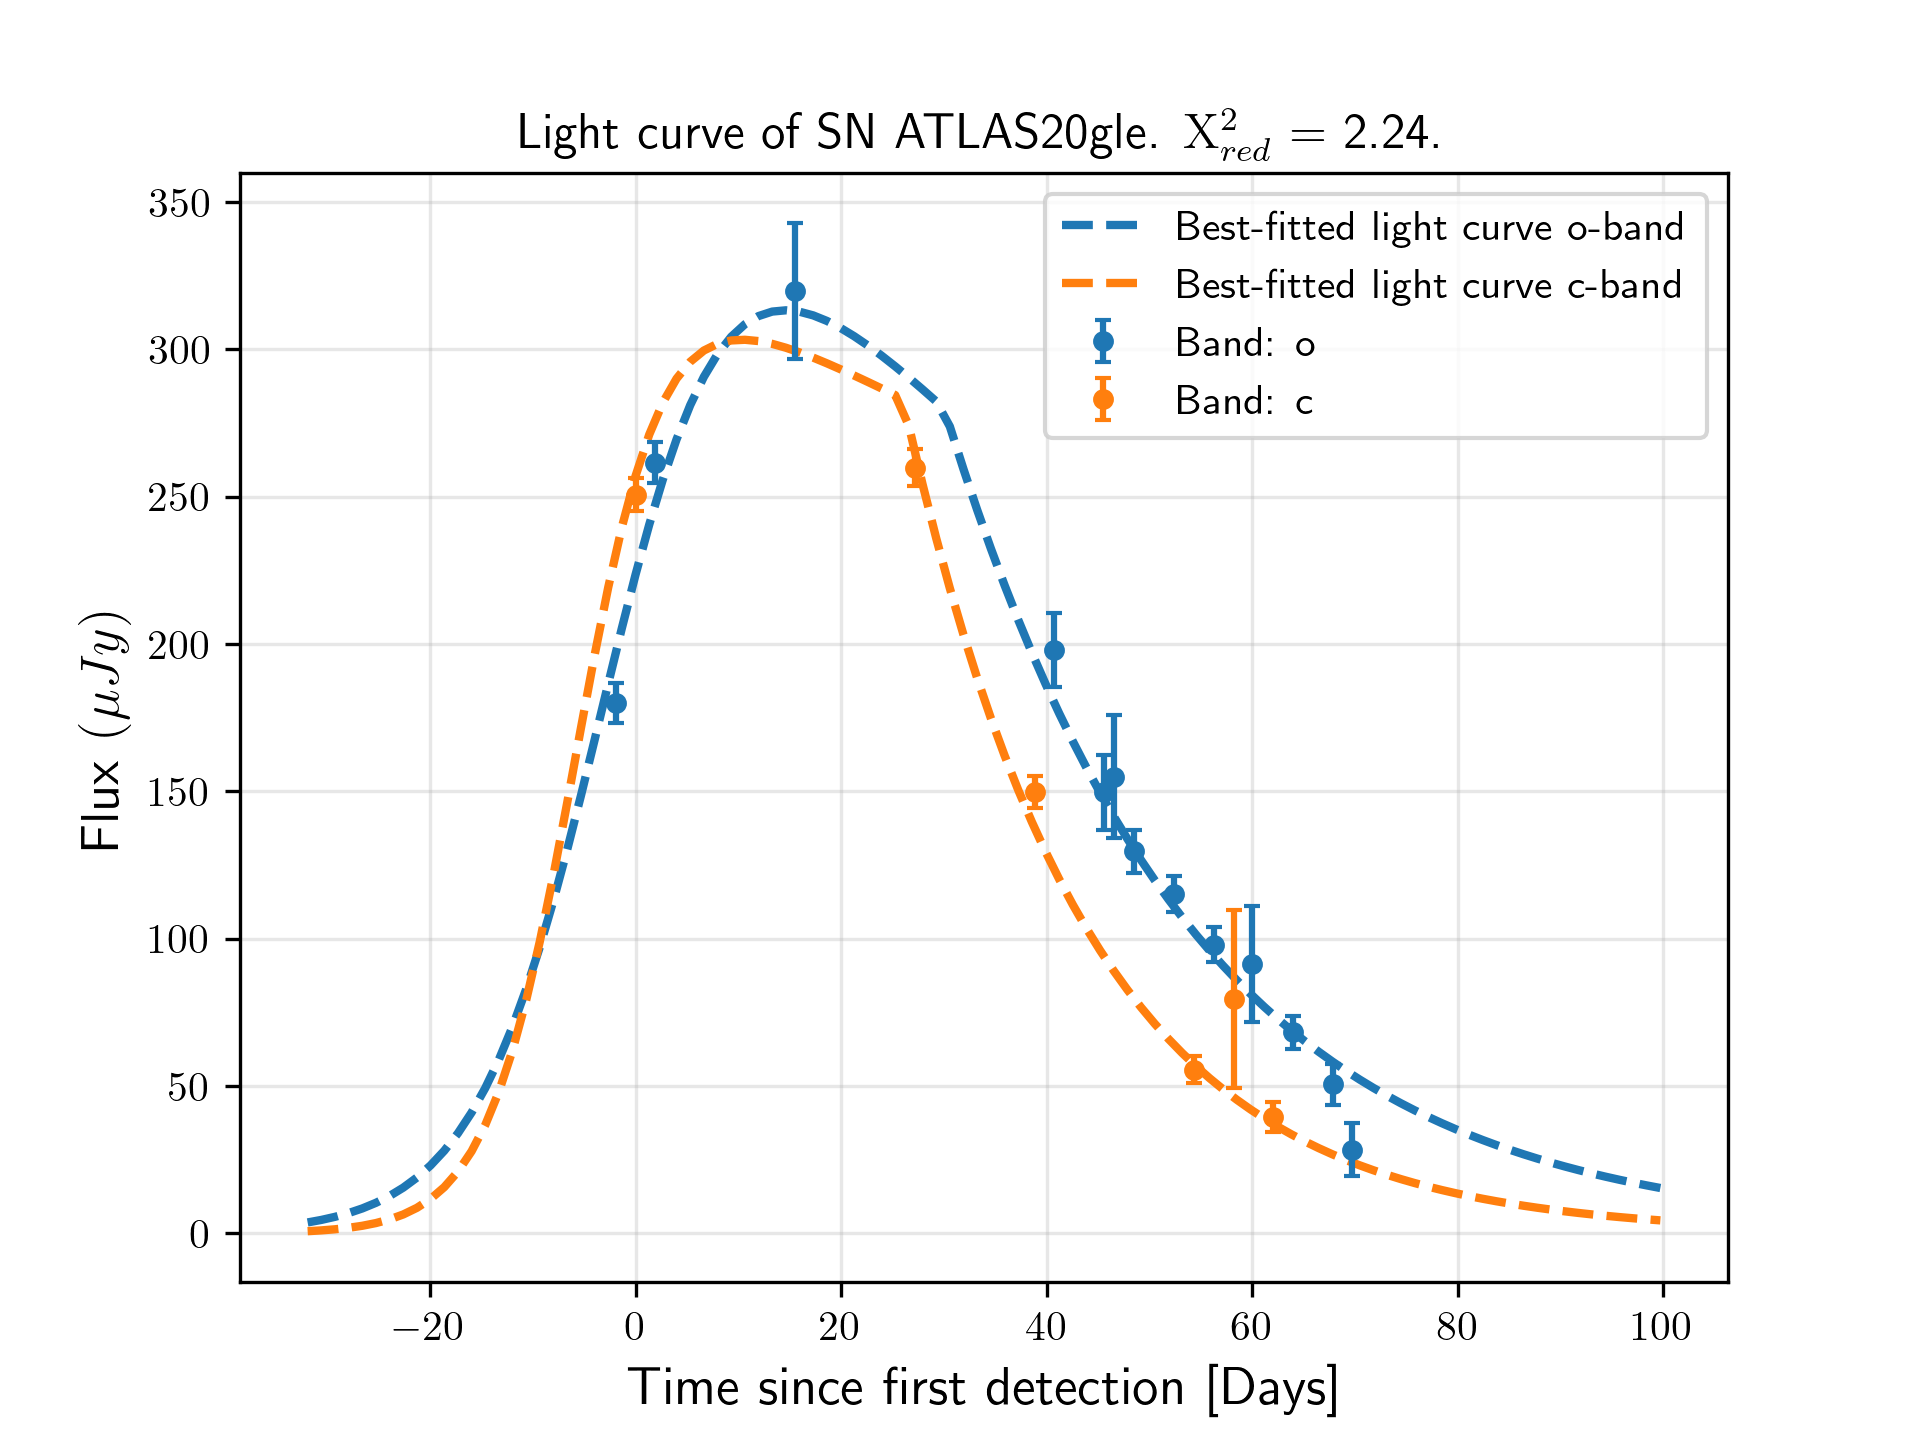 Light curve of SN ATLAS20gle. X²_red = 2.24.
350
300
250
200
150
100
50
0
Flux (μJy)
Best-fitted light curve o-band
Best-fitted light curve c-band
Band: o
Band: c
−20 0 20 40 60 80 100
Time since first detection [Days]